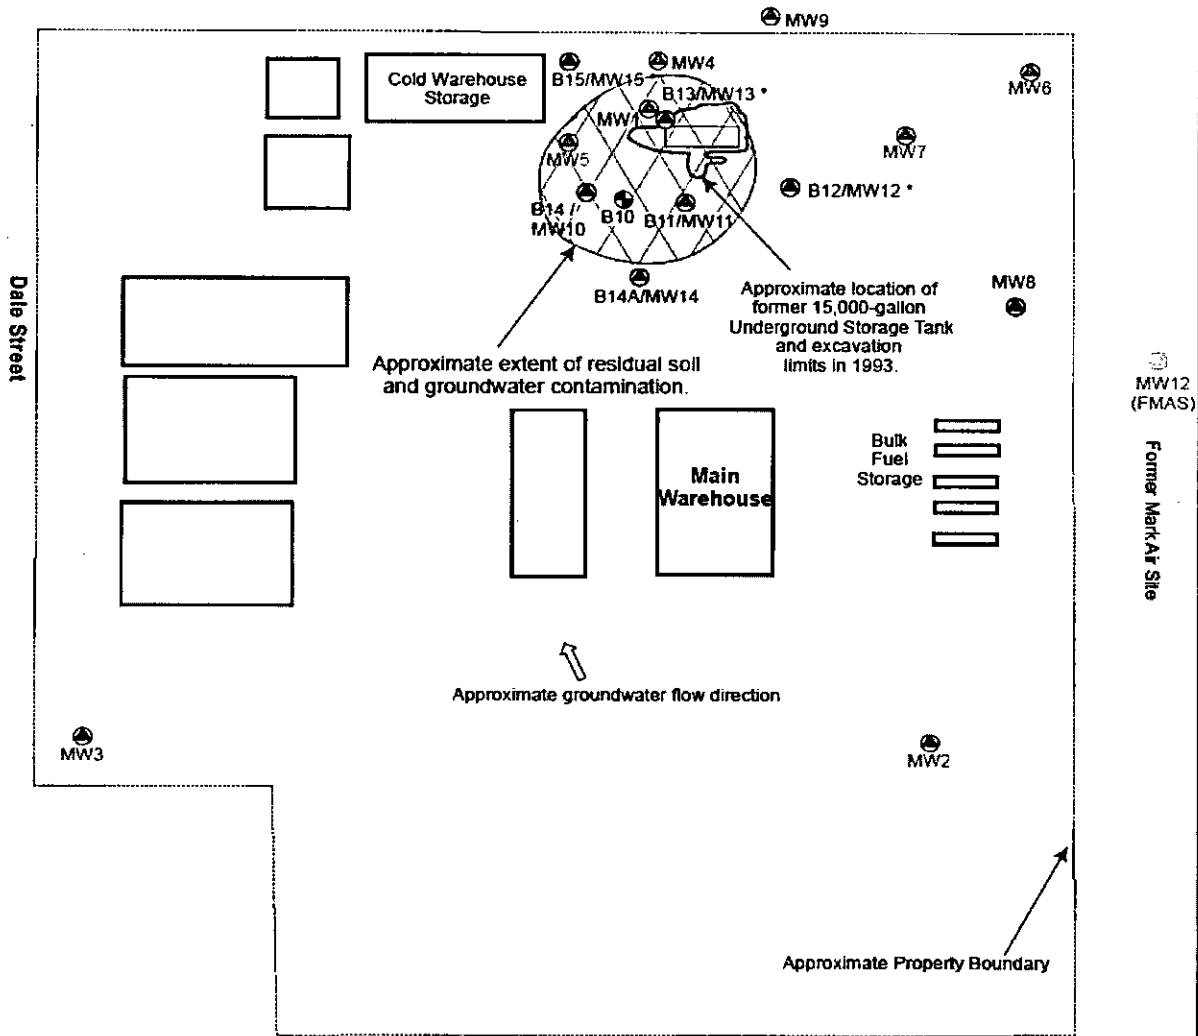 MW9
Cold Warehouse
Storage
B15/MW15
MW4
B13/MW13 *
MW1
MW6
MW5
MW7
B12/MW12 *
B14 /
MW10
B10
B11/MW11
B14A/MW14
Approximate location of
former 15,000-gallon
Underground Storage Tank
and excavation
limits in 1993.
MW8
Dale Street
Approximate extent of residual soil
and groundwater contamination.
MW12
(FMAS)
Former MarkAir Site
Bulk
Fuel
Storage
Main
Warehouse
Approximate groundwater flow direction
MW3
MW2
Approximate Property Boundary